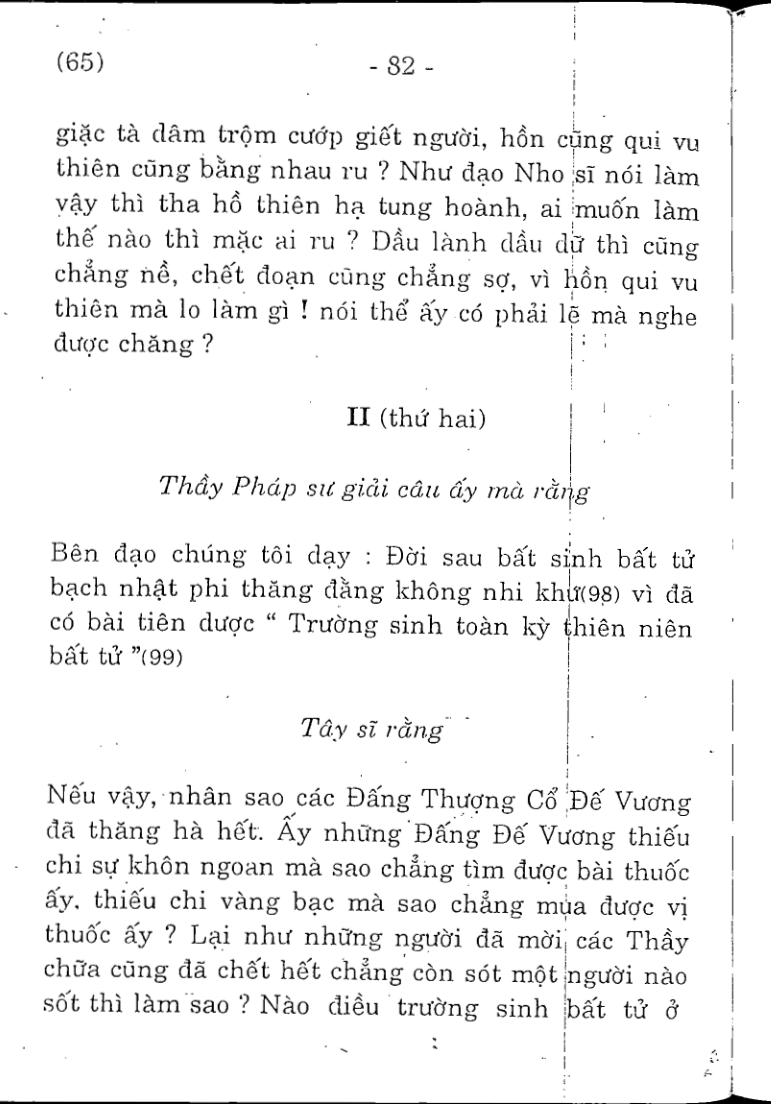 (65) - 82 -
giặc tà dâm trộm cướp giết người, hồn cũng qui vu
thiên cũng bằng nhau ru ? Như đạo Nho sĩ nói làm
vậy thì tha hồ thiên hạ tung hoành, ai muốn làm
thế nào thì mặc ai ru ? Dầu lành dầu dữ thì cũng
chẳng nề, chết đoạn cũng chẳng sợ, vì hồn qui vu
thiên mà lo làm gì ! nói thể ấy có phải lẽ mà nghe
được chăng ?
II (thứ hai)
Thầy Pháp sư giải câu ấy mà rằng
Bên đạo chúng tôi dạy : Đời sau bất sinh bất tử
bạch nhật phi thăng đằng không nhi khứ(98) vì đã
có bài tiên dược “ Trường sinh toàn kỳ thiên niên
bất tử ”(99)
Tây sĩ rằng
Nếu vậy, nhân sao các Đấng Thượng Cổ Đế Vương
đã thăng hà hết. Ấy những Đấng Đế Vương thiếu
chi sự khôn ngoan mà sao chẳng tìm được bài thuốc
ấy. thiếu chi vàng bạc mà sao chẳng mua được vị
thuốc ấy ? Lại như những người đã mời các Thầy
chữa cũng đã chết hết chẳng còn sót một người nào
sốt thì làm sao ? Nào điều trường sinh bất tử ở